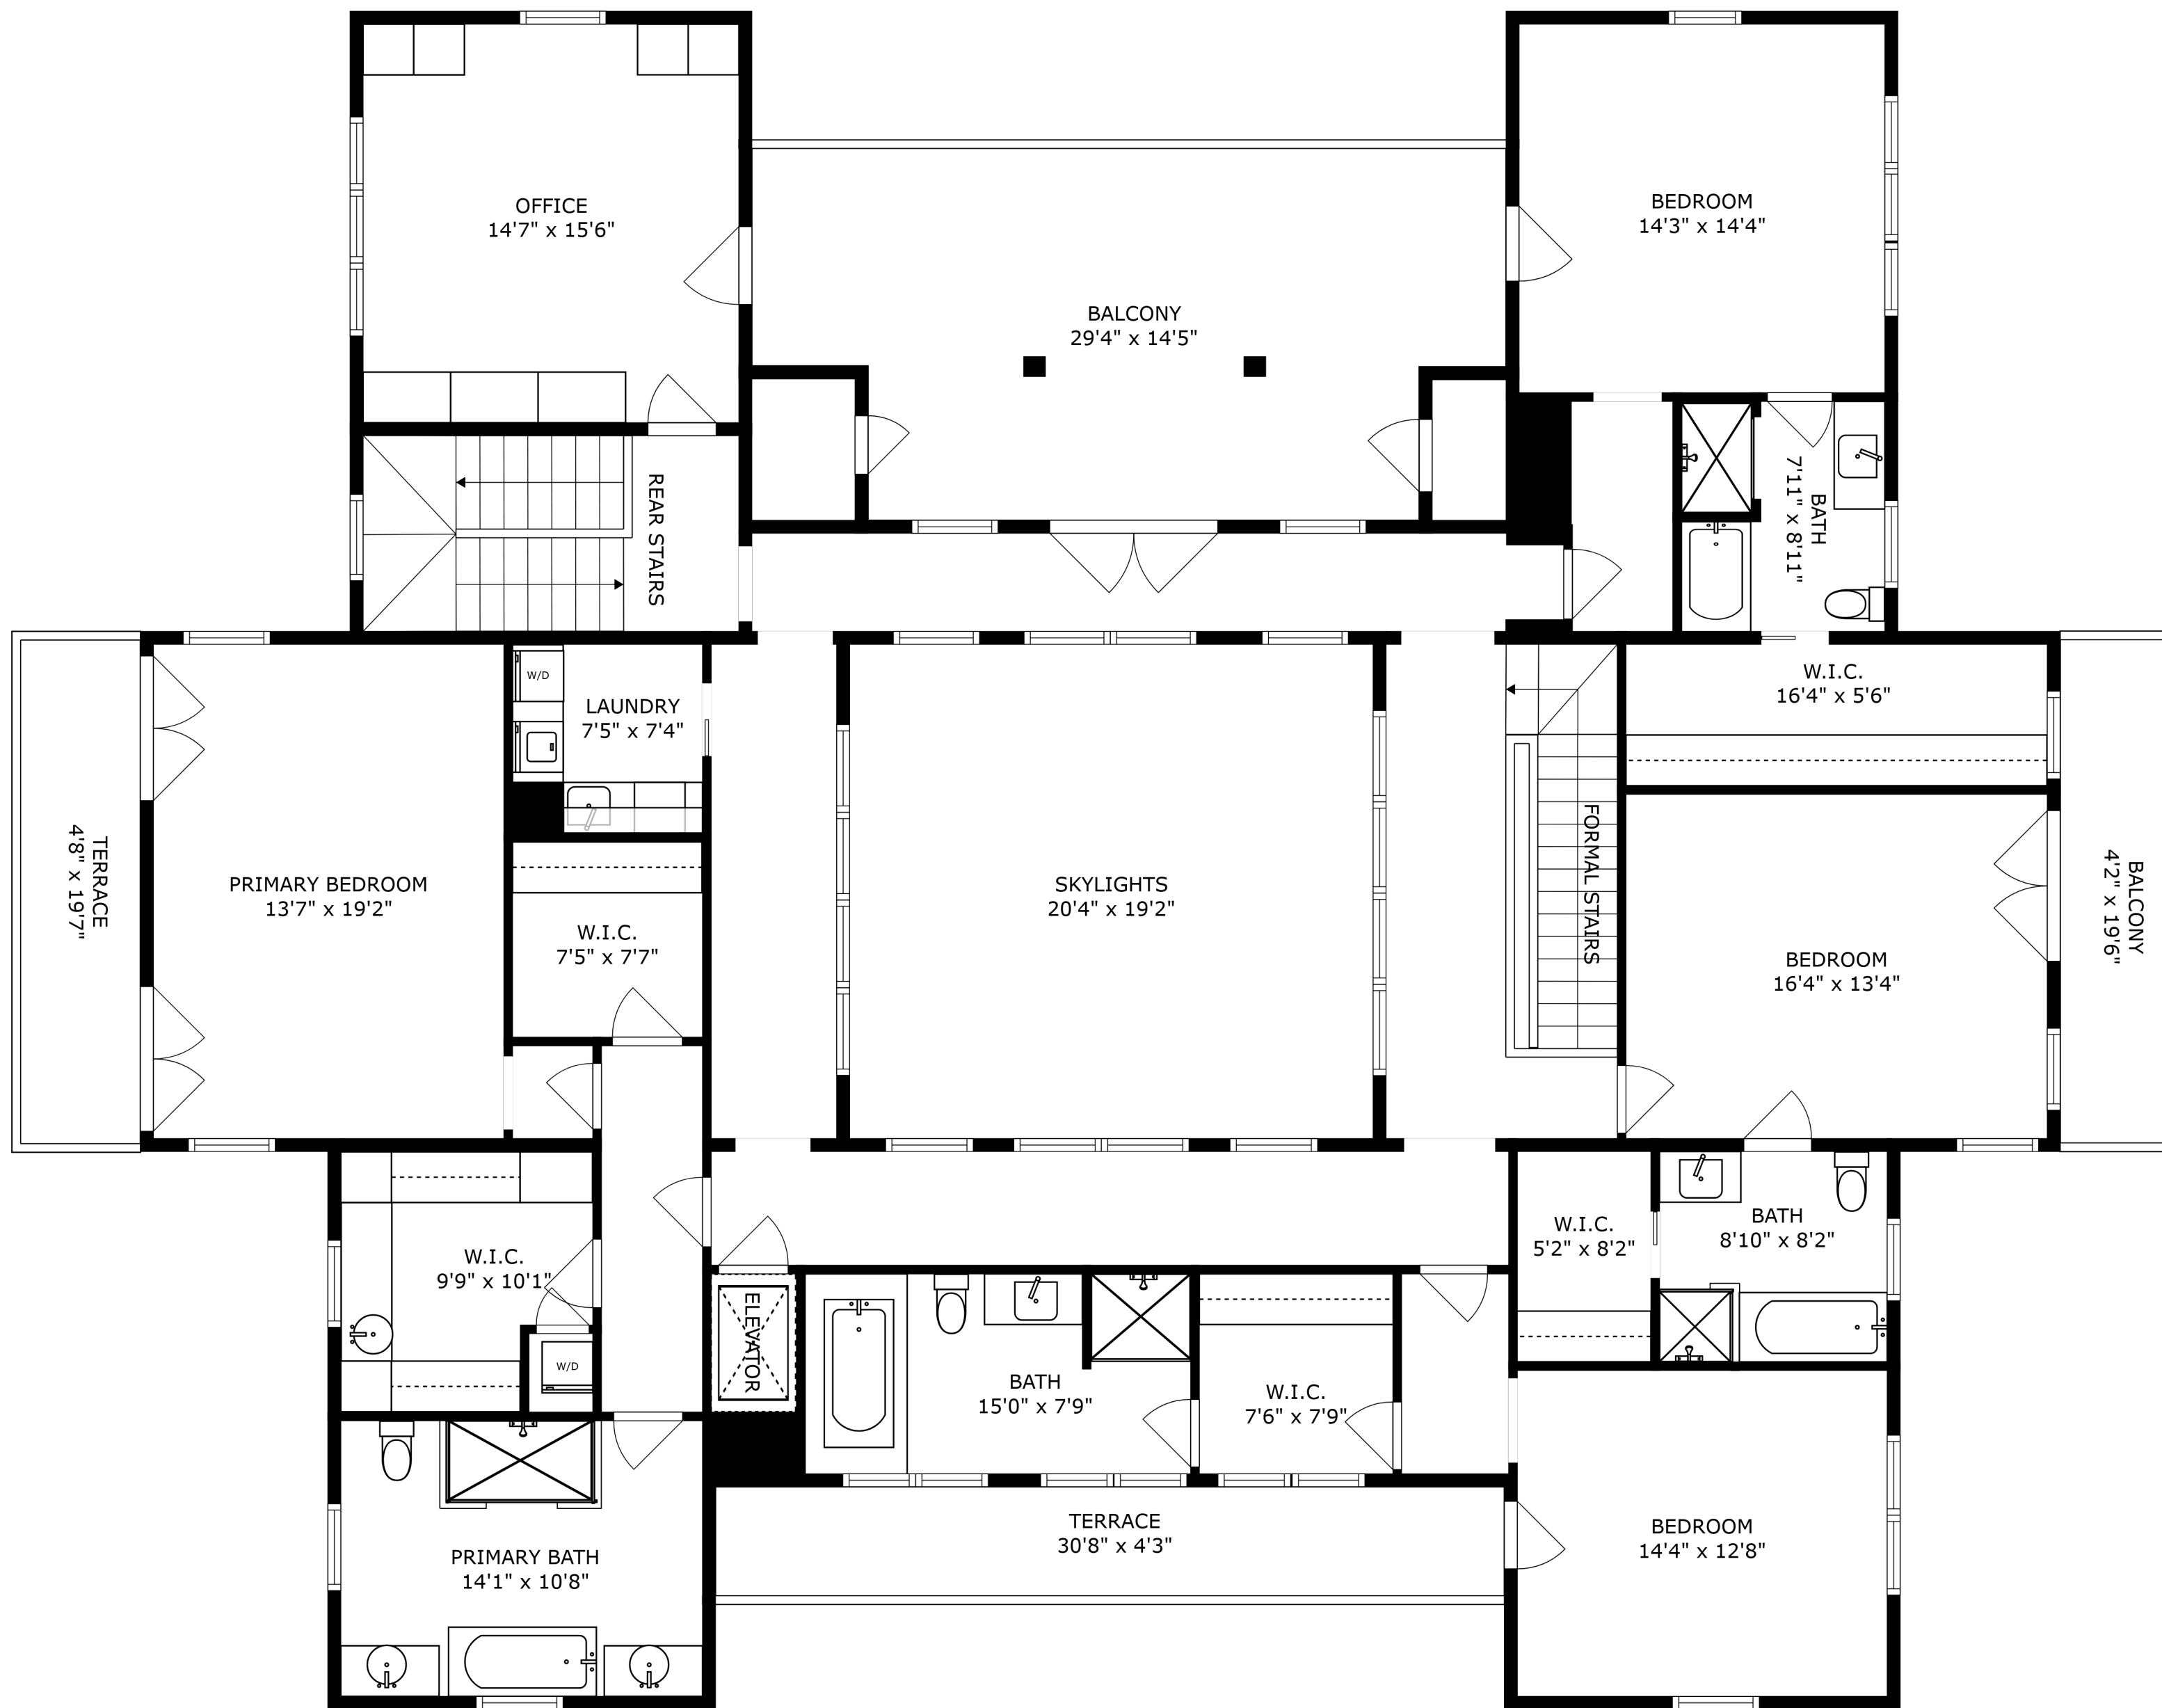 OFFICE
14'7" x 15'6"
BEDROOM
14'3" x 14'4"
BALCONY
29'4" x 14'5"
REAR STAIRS
BATH
7'11" x 8'11"
W/D
LAUNDRY
7'5" x 7'4"
W.I.C.
16'4" x 5'6"
TERRACE
4'8" x 19'7"
PRIMARY BEDROOM
13'7" x 19'2"
W.I.C.
7'5" x 7'7"
SKYLIGHTS
20'4" x 19'2"
FORMAL STAIRS
BEDROOM
16'4" x 13'4"
BALCONY
4'2" x 19'6"
W.I.C.
9'9" x 10'1"
W/D
ELEVATOR
BATH
15'0" x 7'9"
W.I.C.
7'6" x 7'9"
W.I.C.
5'2" x 8'2"
BATH
8'10" x 8'2"
PRIMARY BATH
14'1" x 10'8"
TERRACE
30'8" x 4'3"
BEDROOM
14'4" x 12'8"